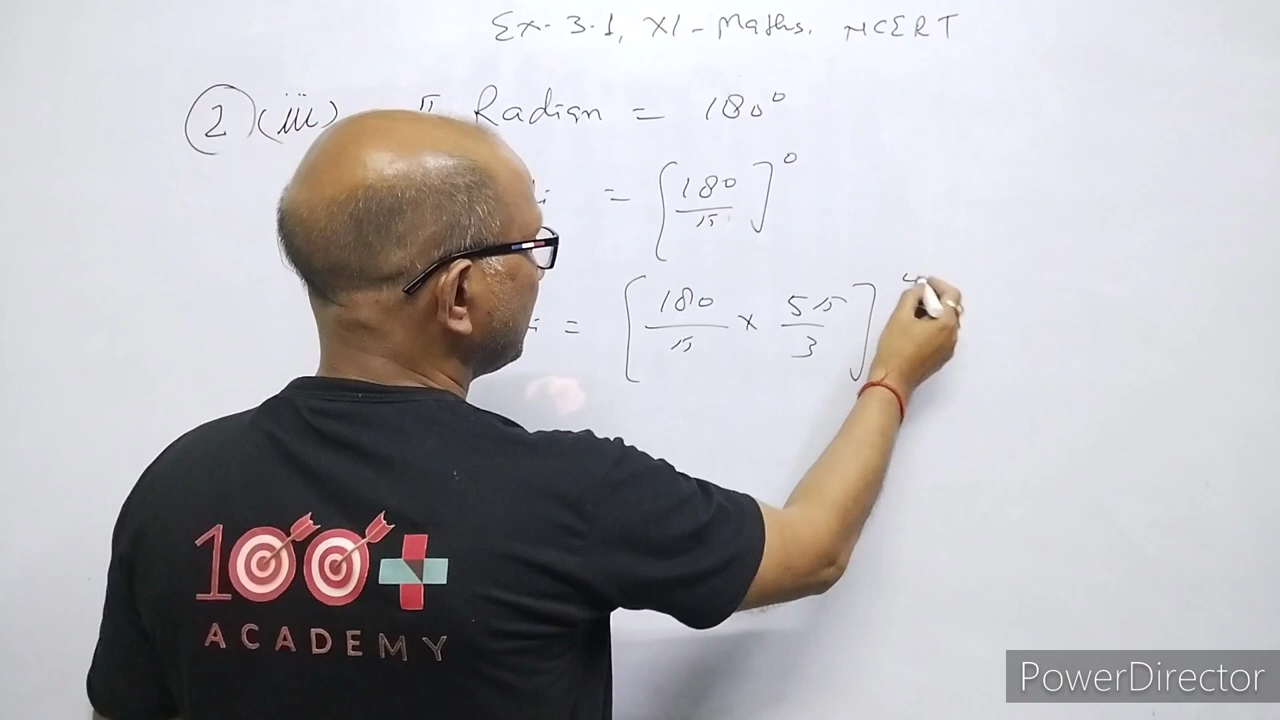 Ex. 3.1, XI - Maths. NCERT
2 (iii) π Radian = 180°
= [180/π]°
= [180/π × 5π/3]
100+
ACADEMY
PowerDirector